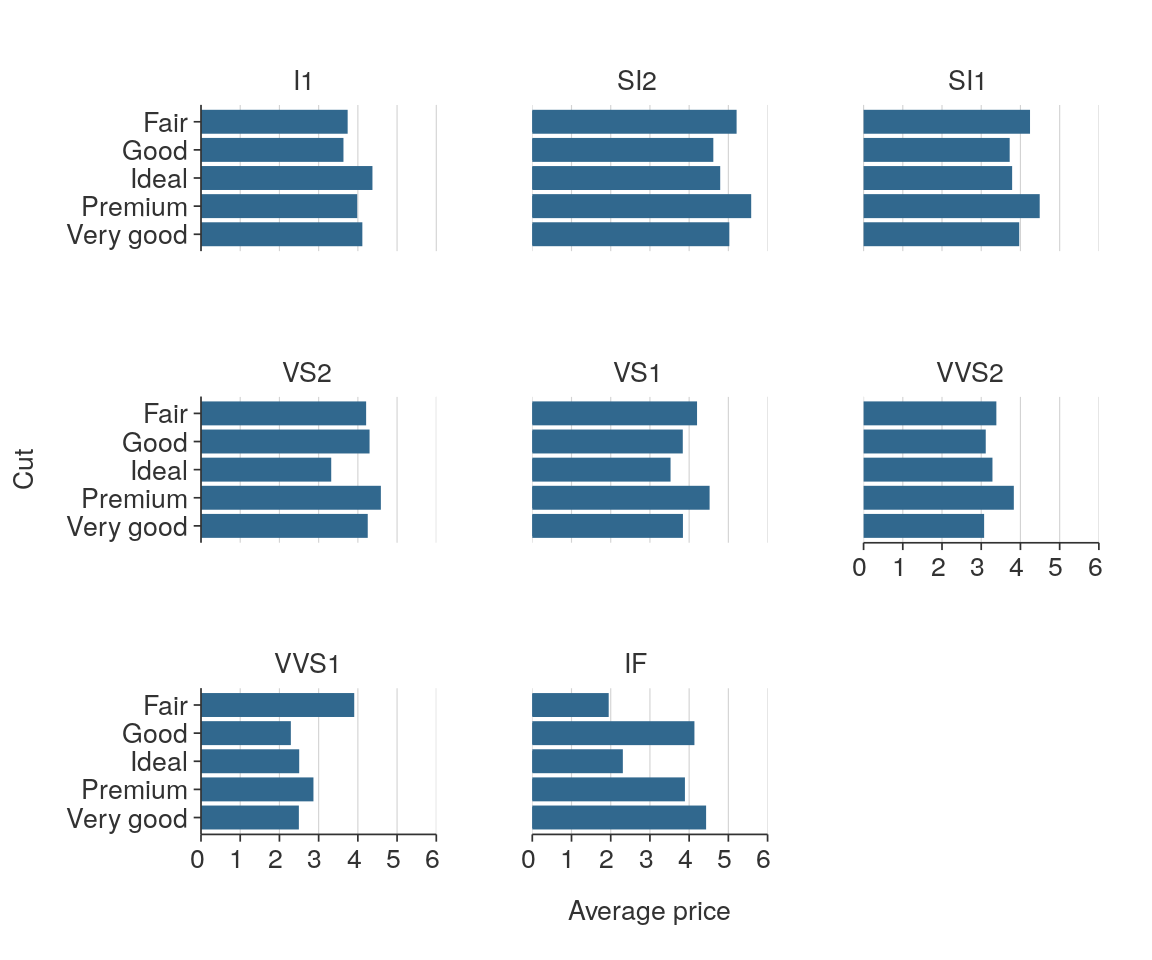 I1
SI2
SI1
Fair
Good
Ideal
Premium
Very good
VS2
VS1
VVS2
Cut
Fair
Good
Ideal
Premium
Very good
0 1 2 3 4 5 6
VVS1
IF
Fair
Good
Ideal
Premium
Very good
0 1 2 3 4 5 6
0 1 2 3 4 5 6
Average price